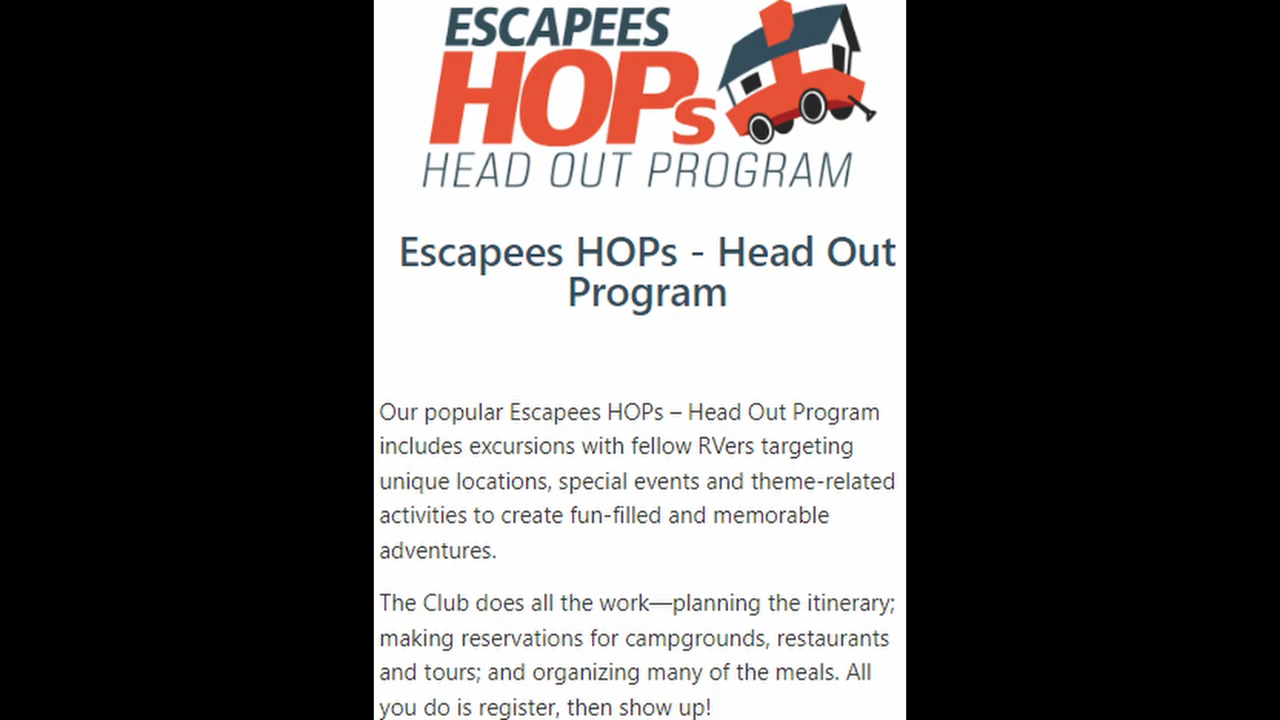 ESCAPEES
HOPs
HEAD OUT PROGRAM
Escapees HOPs - Head Out
Program
Our popular Escapees HOPs – Head Out Program
includes excursions with fellow RVers targeting
unique locations, special events and theme-related
activities to create fun-filled and memorable
adventures.
The Club does all the work—planning the itinerary;
making reservations for campgrounds, restaurants
and tours; and organizing many of the meals. All
you do is register, then show up!